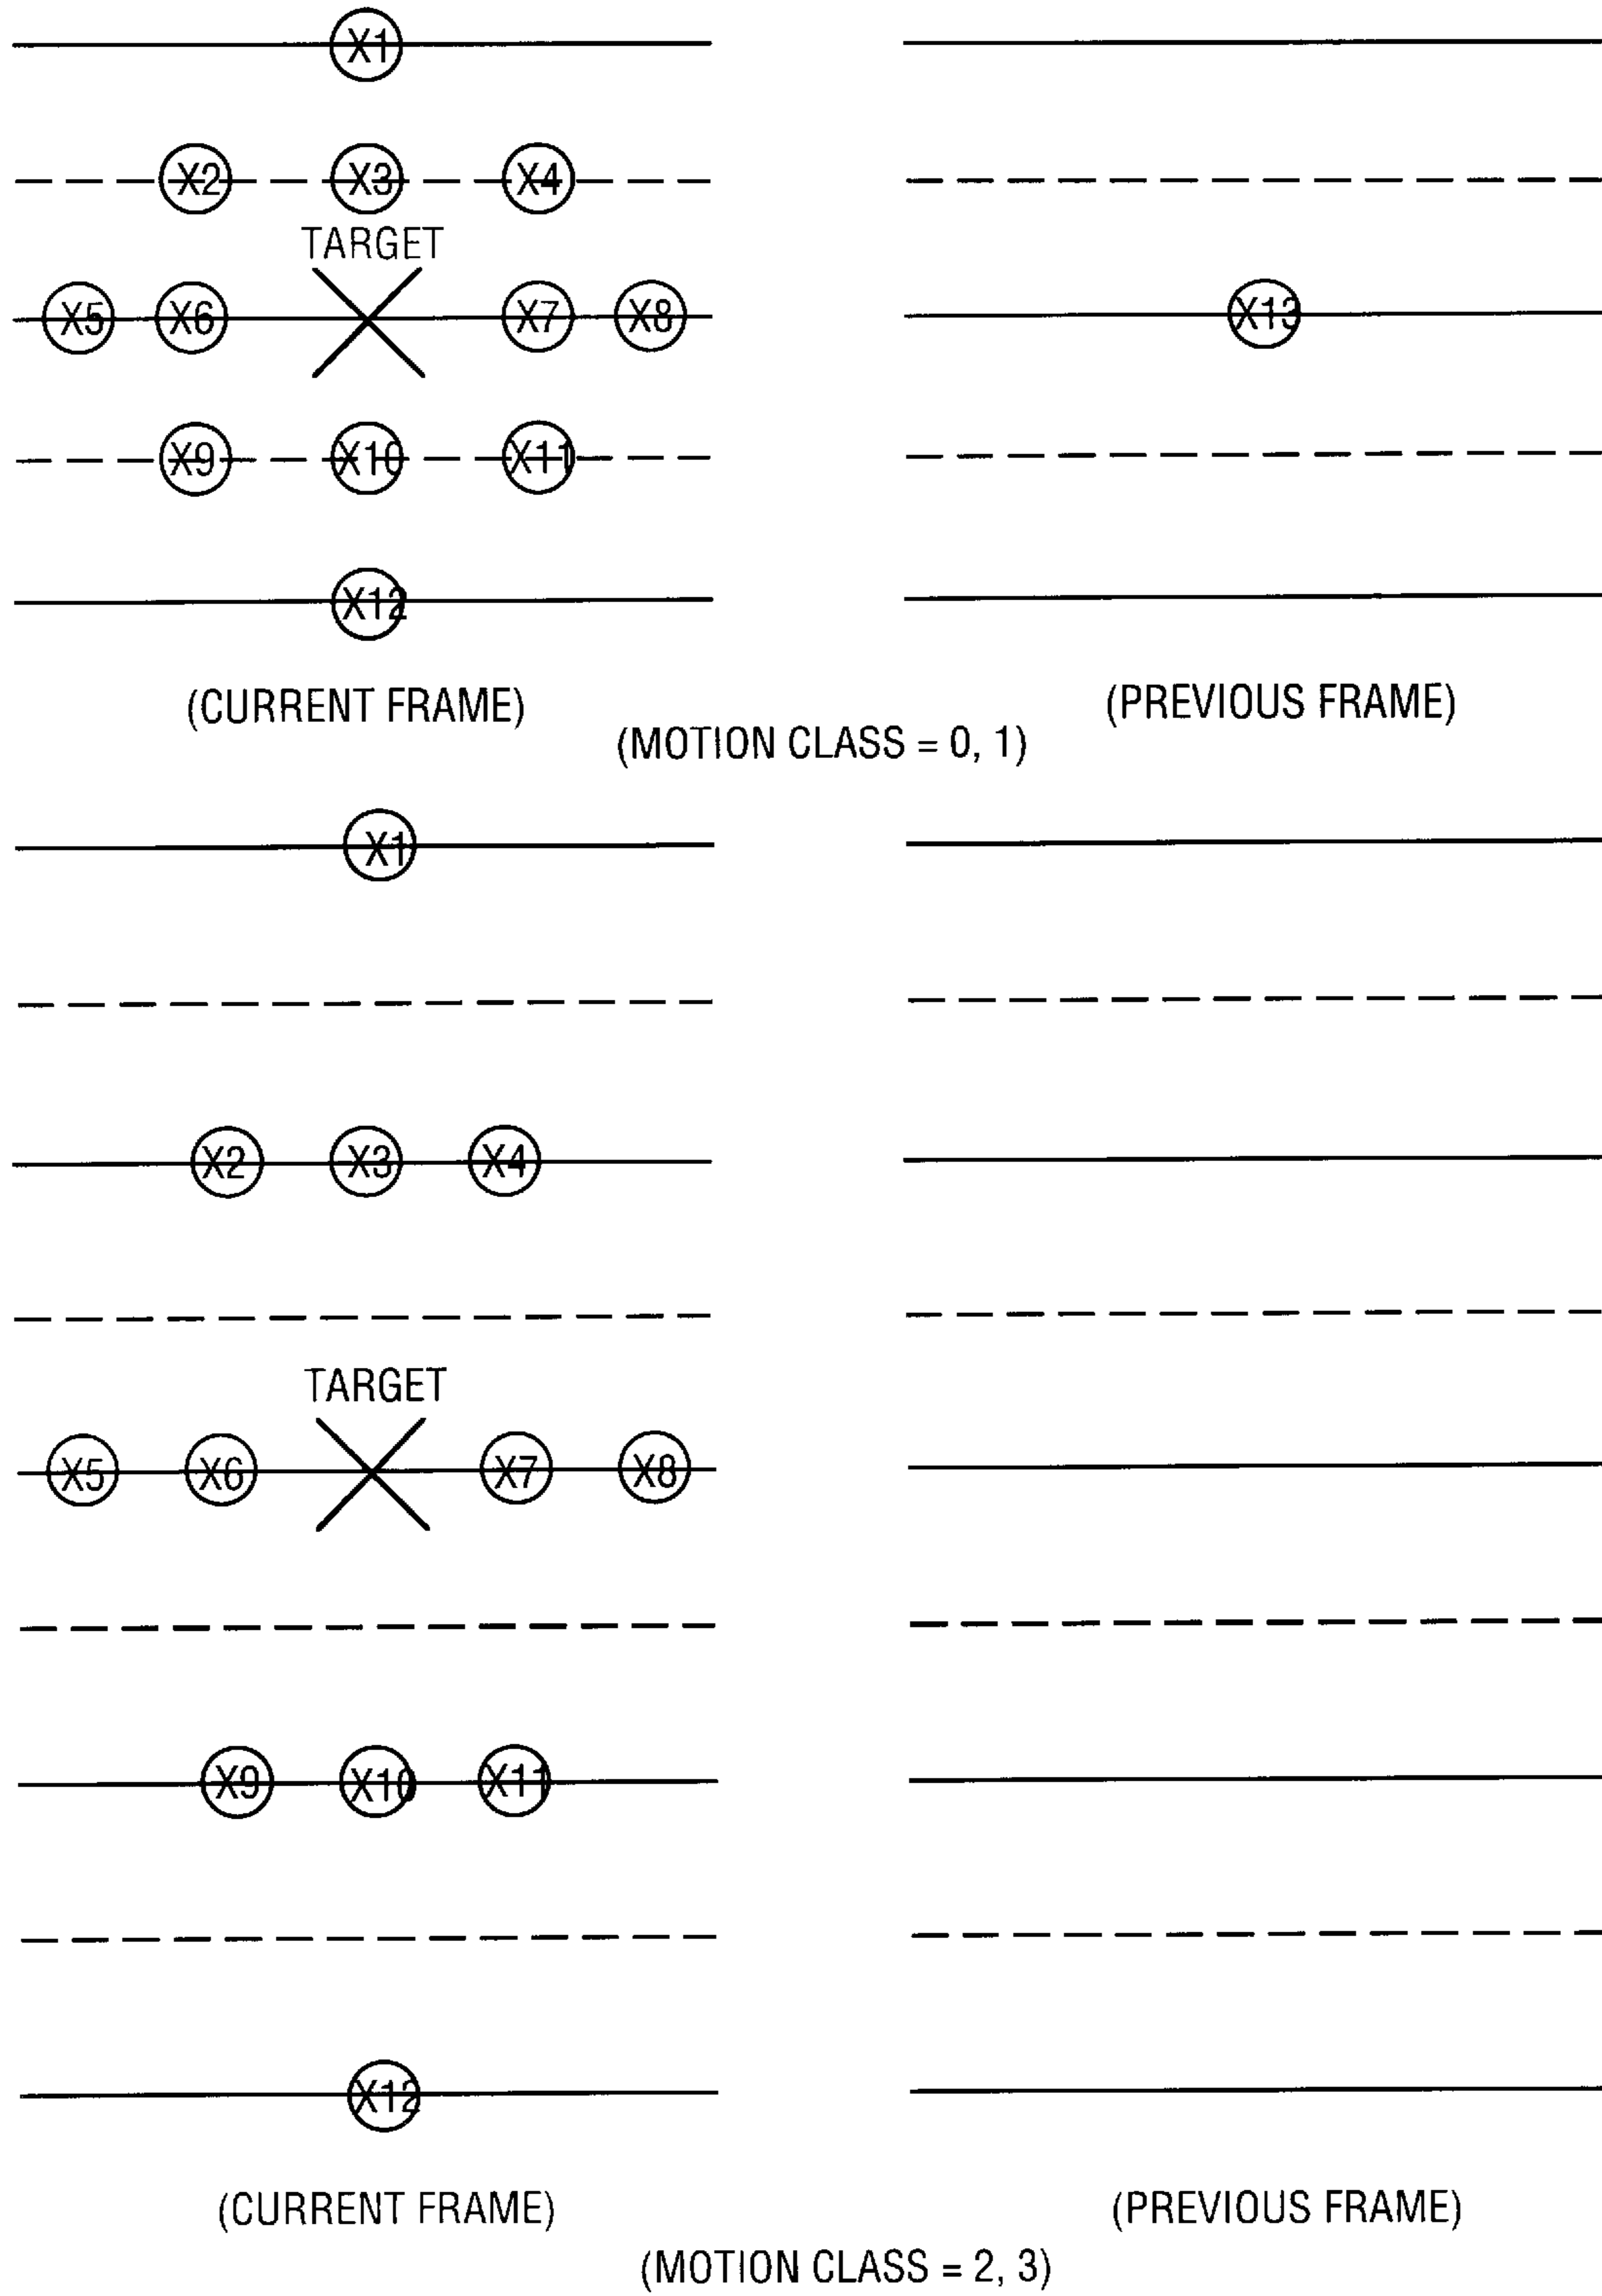 X1
X2 X3 X4
TARGET
X5 X6 X7 X8 X13
X9 X10 X11
X12
(CURRENT FRAME) (PREVIOUS FRAME)
(MOTION CLASS = 0, 1)
X1
X2 X3 X4
TARGET
X5 X6 X7 X8
X9 X10 X11
X12
(CURRENT FRAME) (PREVIOUS FRAME)
(MOTION CLASS = 2, 3)